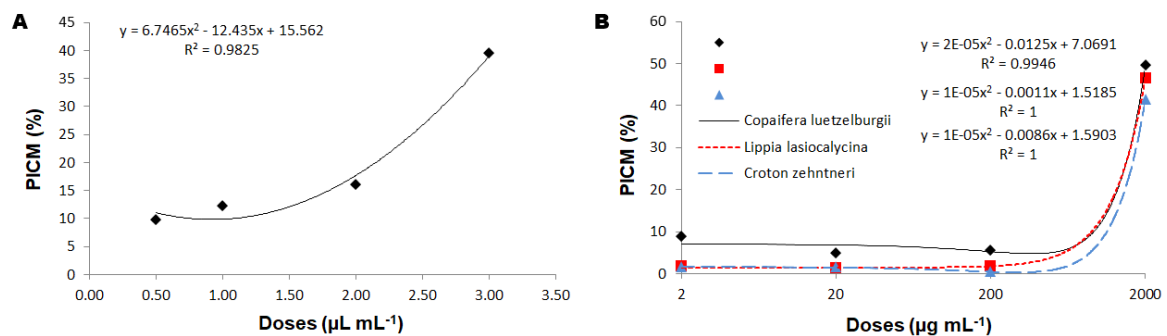 A
y = 6.7465x² - 12.435x + 15.562
R² = 0.9825
PICM (%)
45
40
35
30
25
20
15
10
5
0
0.00 0.50 1.00 1.50 2.00 2.50 3.00 3.50
Doses (µL mL⁻¹)
B
y = 2E-05x² - 0.0125x + 7.0691
R² = 0.9946
y = 1E-05x² - 0.0011x + 1.5185
R² = 1
y = 1E-05x² - 0.0086x + 1.5903
R² = 1
Copaifera luetzelburgii
Lippia lasiocalycina
Croton zehntneri
PICM (%)
60
50
40
30
20
10
0
2 20 200 2000
Doses (µg mL⁻¹)